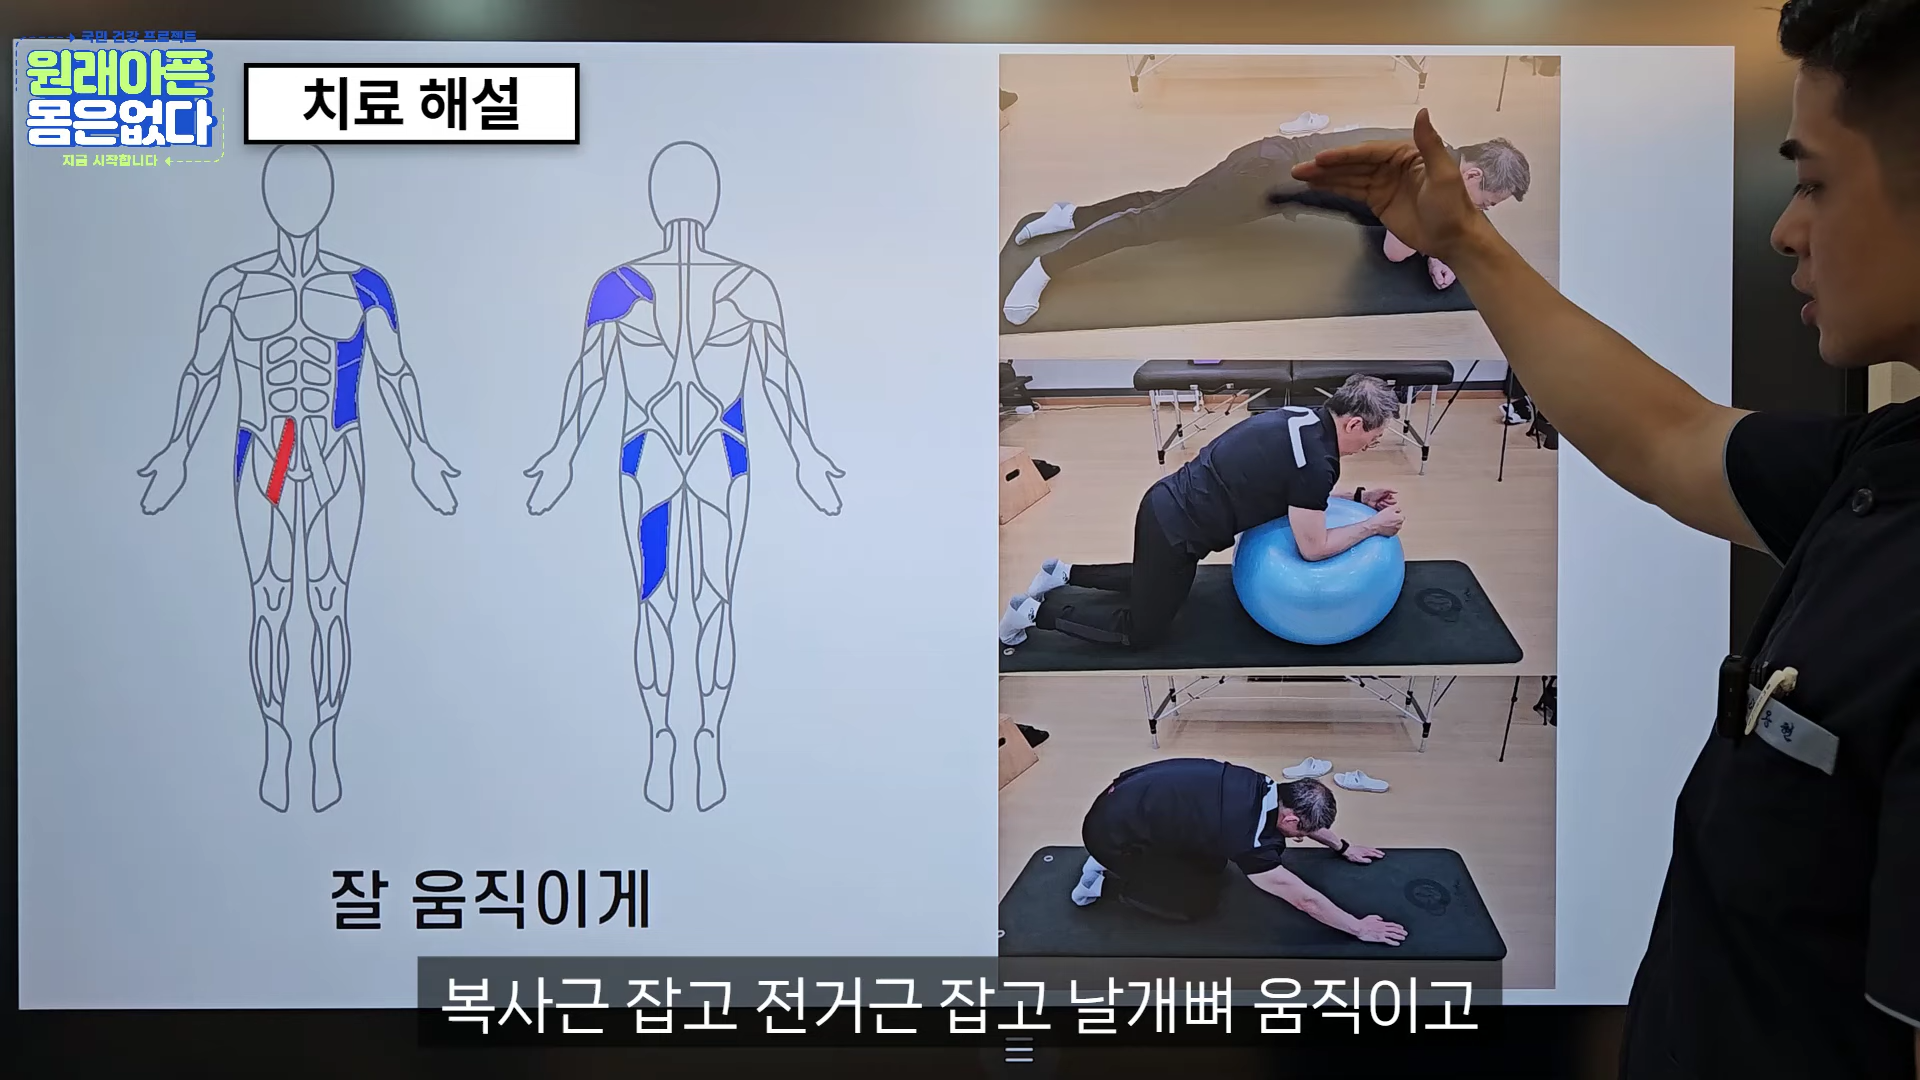 국민 건강 프로젝트
원래아픈
몸은없다
지금 시작합니다
치료 해설
잘 움직이게
복사근 잡고 전거근 잡고 날개뼈 움직이고